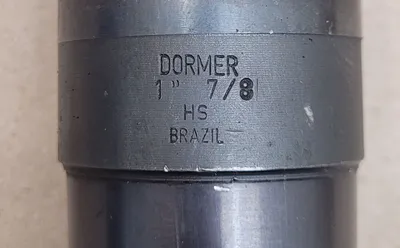 DORMER
1" 7/8
HS
BRAZIL